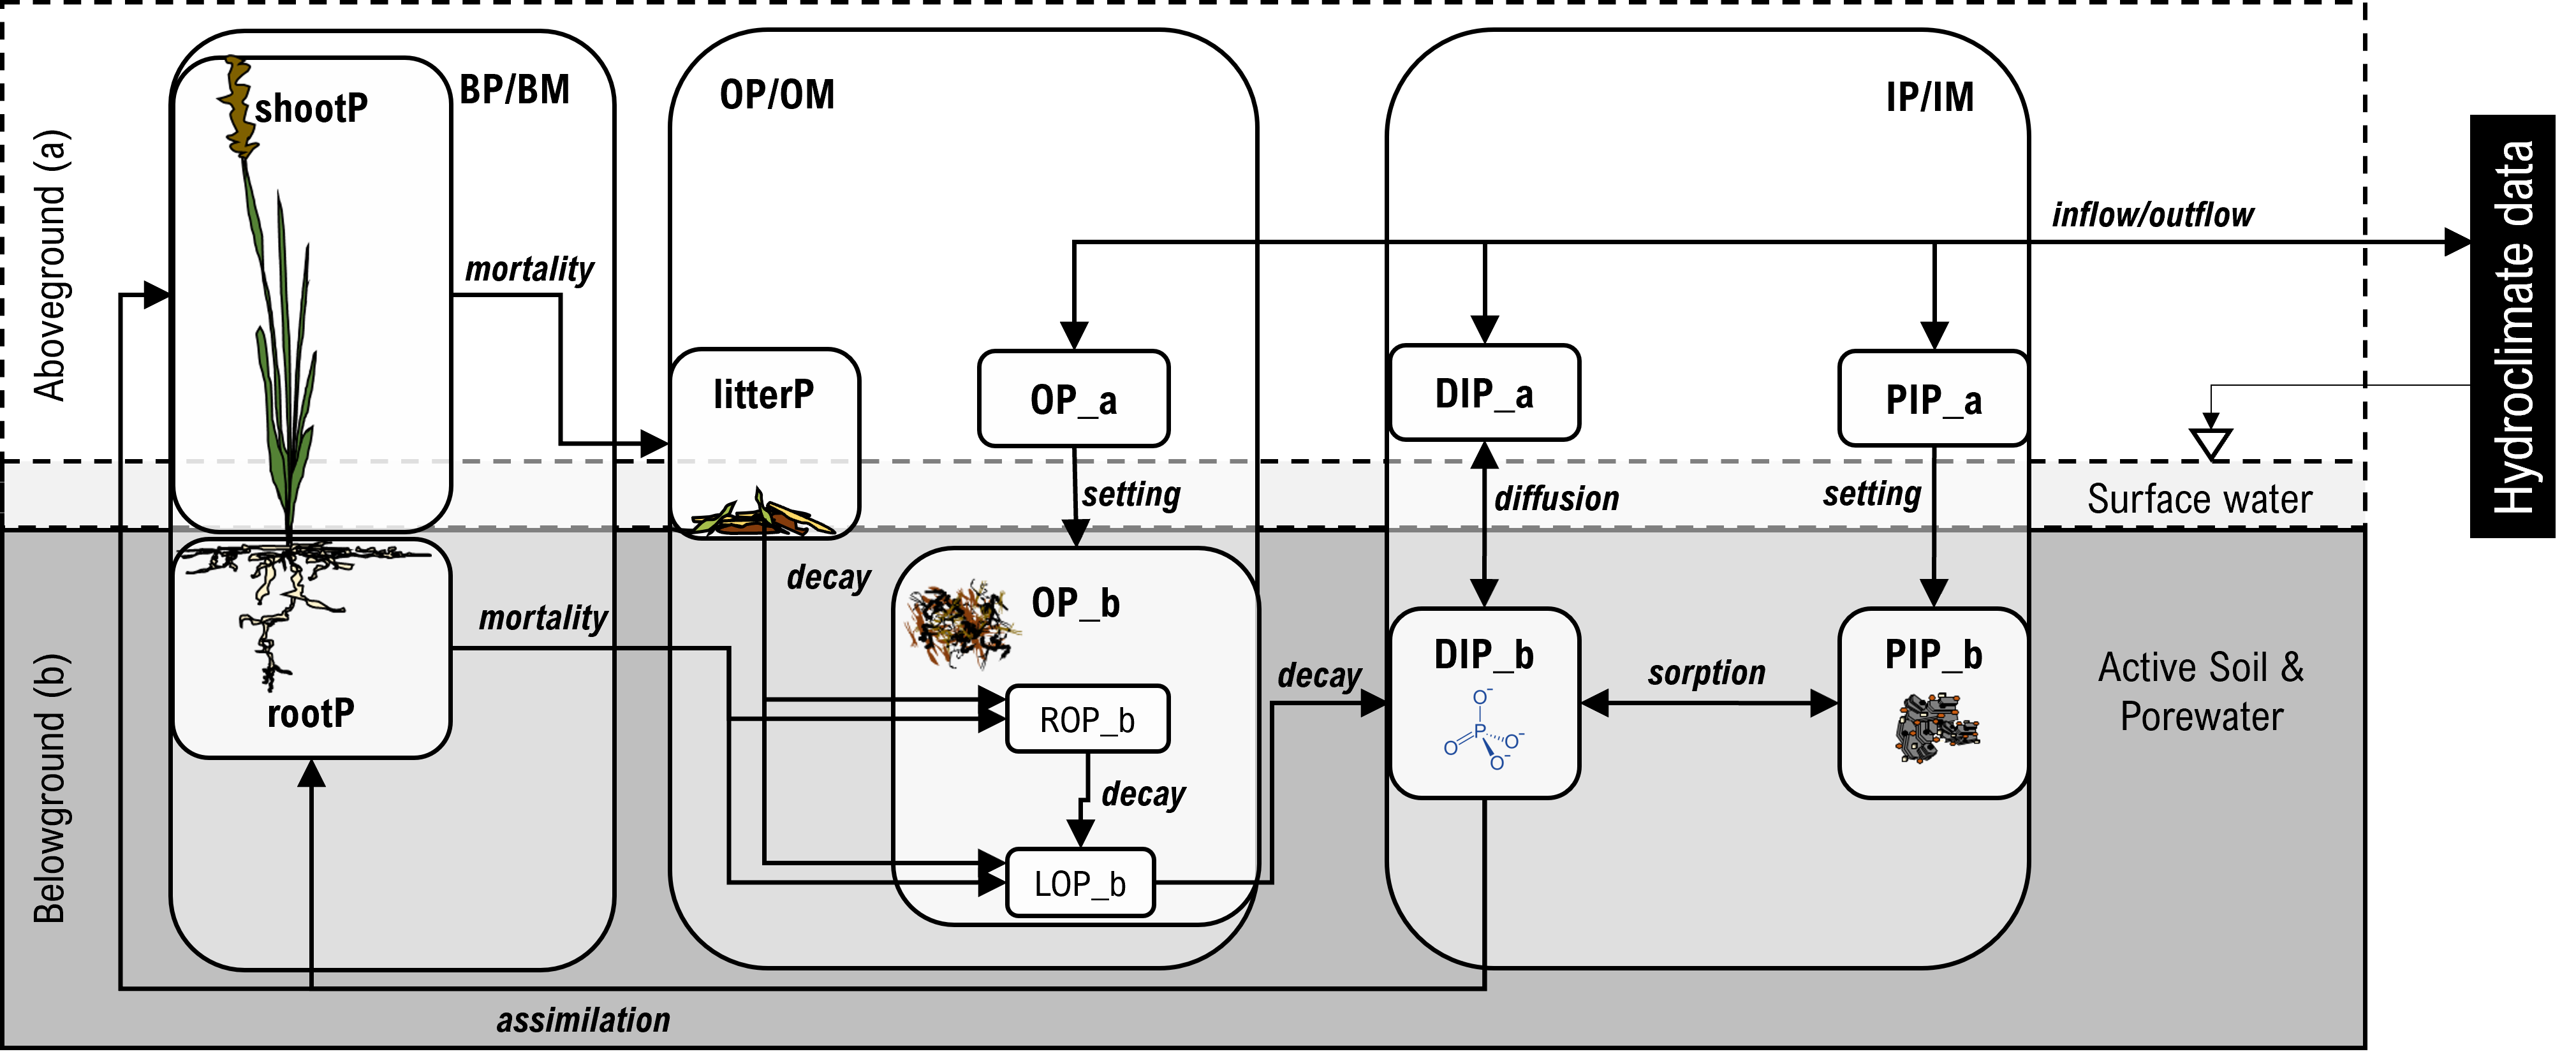 Aboveground (a)
shootP
BP/BM
OP/OM
IP/IM
Hydroclimate data
inflow/outflow
mortality
litterP
OP_a
DIP_a
PIP_a
setting
diffusion
setting
Surface water
Belowground (b)
rootP
mortality
decay
OP_b
ROP_b
decay
LOP_b
decay
DIP_b
O-
P
O
O-
O-
sorption
PIP_b
Active Soil &
Porewater
assimilation